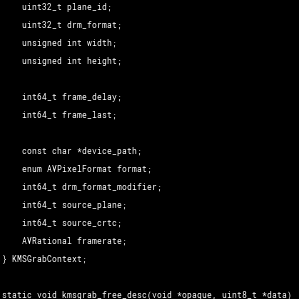 uint32_t plane_id;
uint32_t drm_format;
unsigned int width;
unsigned int height;
int64_t frame_delay;
int64_t frame_last;
const char *device_path;
enum AVPixelFormat format;
int64_t drm_format_modifier;
int64_t source_plane;
int64_t source_crtc;
AVRational framerate;
} KMSGrabContext;
static void kmsgrab_free_desc(void *opaque, uint8_t *data)